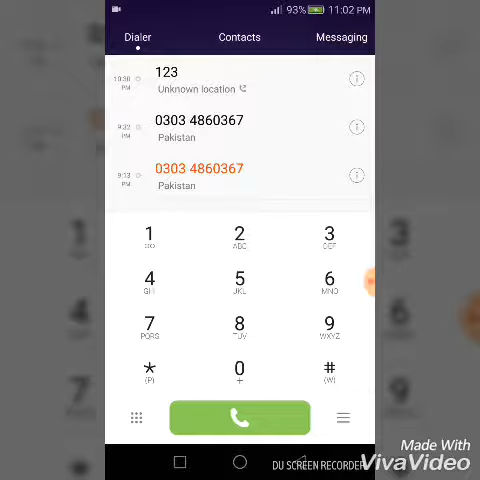 93% 11:02 PM
Dialer Contacts Messaging
10:36 PM 123
Unknown location
9:32 PM 0303 4860367
Pakistan
9:13 PM 0303 4860367
Pakistan
1 2 3
ABC DEF
4 5 6
GHI JKL MNO
7 8 9
PQRS TUV WXYZ
* 0 #
(P) + (W)
DU SCREEN RECORDER
Made With
VivaVideo